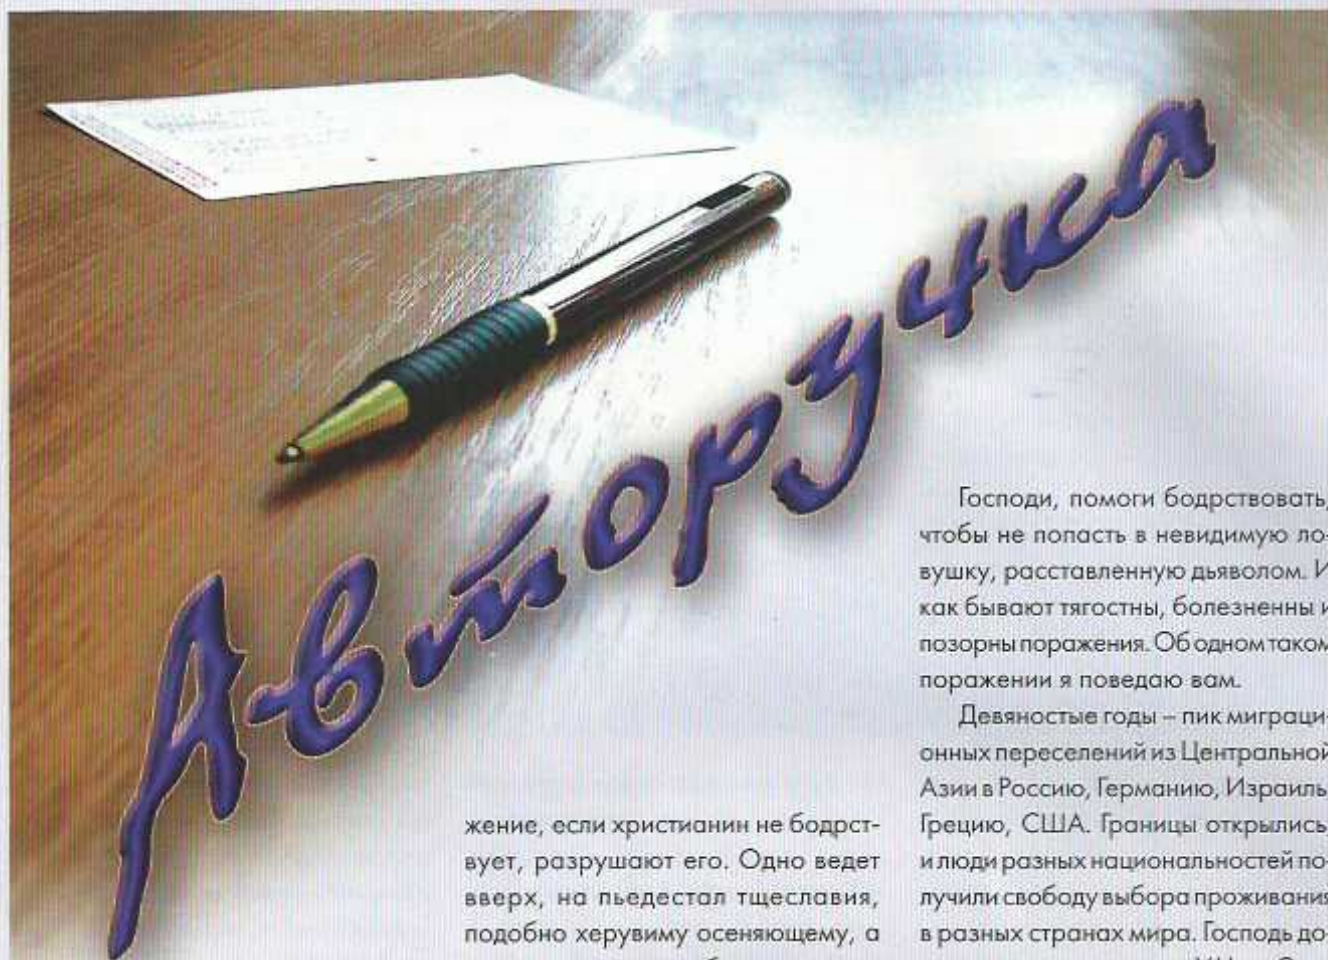 Авторучка
жение, если христианин не бодрст-
вует, разрушают его. Одно ведет
вверх, на пьедестал тщеславия,
подобно херувиму осеняющему, а
Господи, помоги бодрствовать,
чтобы не попасть в невидимую ло-
вушку, расставленную дьяволом. И
как бывают тягостны, болезненны и
позорны поражения. Об одном таком
поражении я поведаю вам.
Девяностые годы – пик миграци-
онных переселений из Центральной
Азии в Россию, Германию, Израиль,
Грецию, США. Границы открылись,
и люди разных национальностей по-
лучили свободу выбора проживания
в разных странах мира. Господь до-